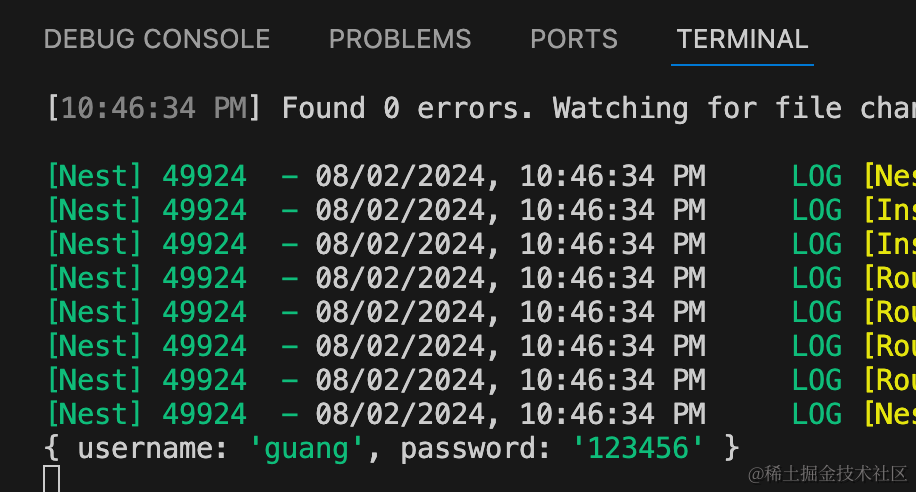 DEBUG CONSOLE PROBLEMS PORTS TERMINAL
[10:46:34 PM] Found 0 errors. Watching for file chan
[Nest] 49924 - 08/02/2024, 10:46:34 PM LOG [Nes
[Nest] 49924 - 08/02/2024, 10:46:34 PM LOG [Ins
[Nest] 49924 - 08/02/2024, 10:46:34 PM LOG [Ins
[Nest] 49924 - 08/02/2024, 10:46:34 PM LOG [Rou
[Nest] 49924 - 08/02/2024, 10:46:34 PM LOG [Rou
[Nest] 49924 - 08/02/2024, 10:46:34 PM LOG [Rou
[Nest] 49924 - 08/02/2024, 10:46:34 PM LOG [Rou
[Nest] 49924 - 08/02/2024, 10:46:34 PM LOG [Nes
{ username: 'guang', password: '123456' }
@稀土掘金技术社区